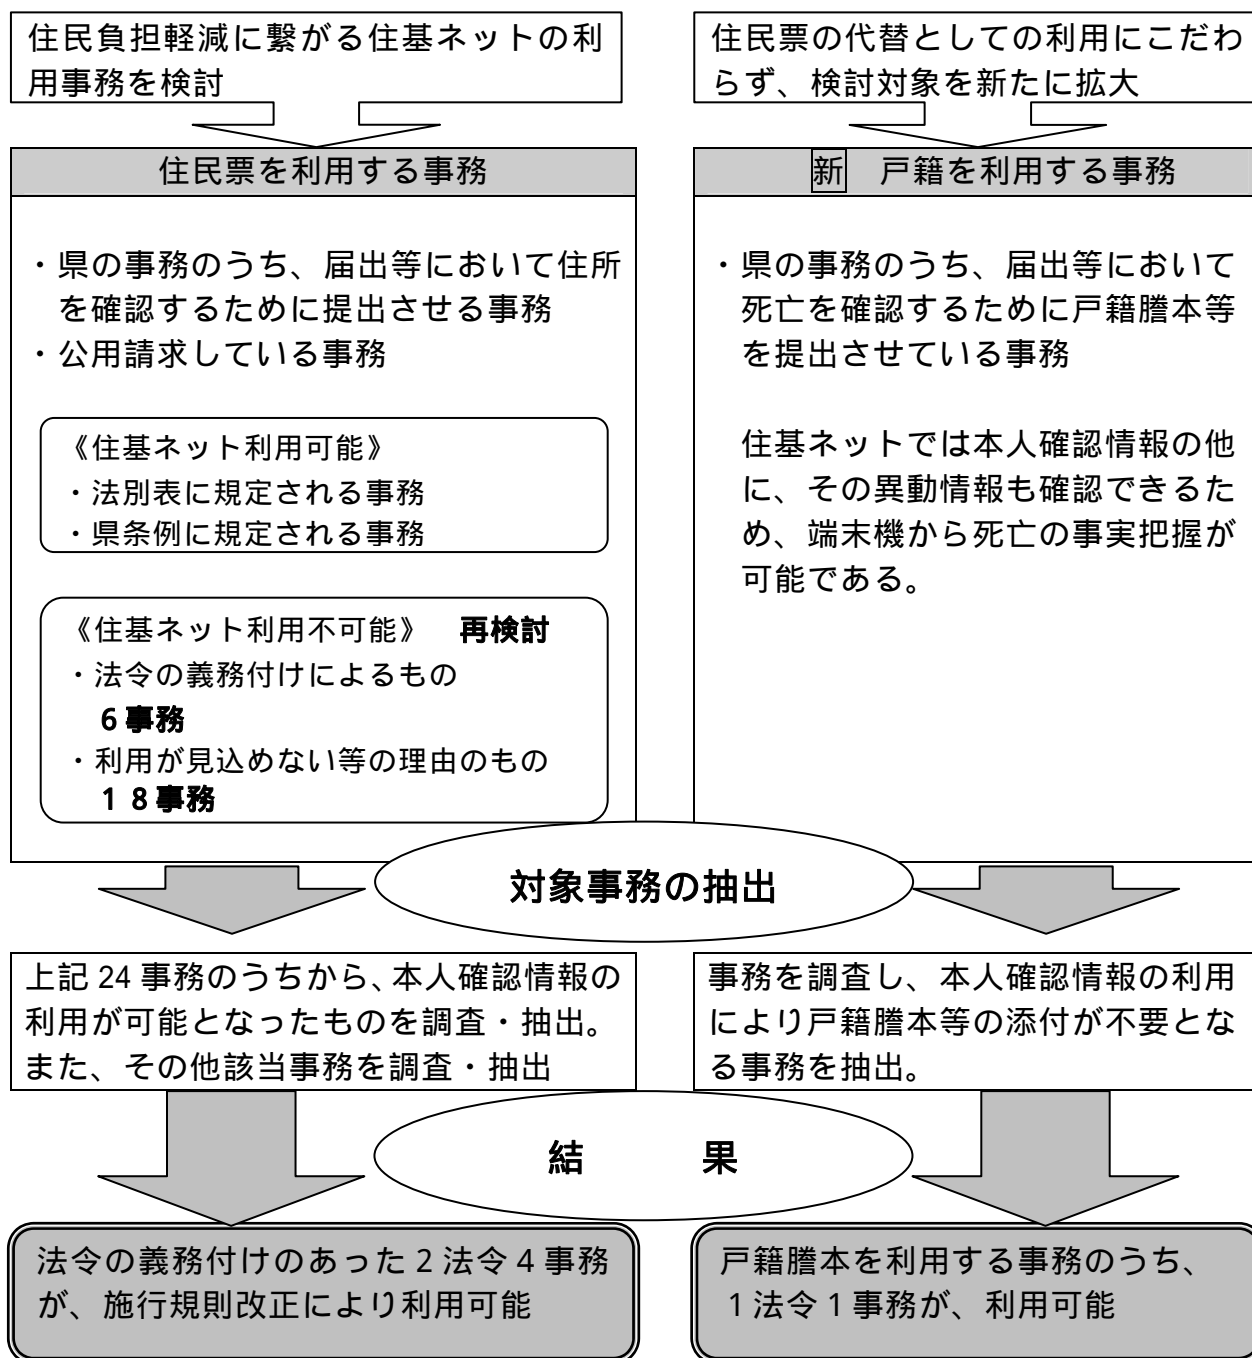 住民負担軽減に繋がる住基ネットの利
用事務を検討
住民票を利用する事務
・県の事務のうち、届出等において住所
を確認するために提出させる事務
・公用請求している事務
《住基ネット利用可能》
・法別表に規定される事務
・県条例に規定される事務
《住基ネット利用不可能》　再検討
・法令の義務付けによるもの
６事務
・利用が見込めない等の理由のもの
１８事務
住民票の代替としての利用にこだわ
らず、検討対象を新たに拡大
新　戸籍を利用する事務
・県の事務のうち、届出等において
死亡を確認するために戸籍謄本等
を提出させている事務
住基ネットでは本人確認情報の他
に、その異動情報も確認できるた
め、端末機から死亡の事実把握が
可能である。
対象事務の抽出
上記 24 事務のうちから、本人確認情報の
利用が可能となったものを調査・抽出。
また、その他該当事務を調査・抽出
事務を調査し、本人確認情報の利用
により戸籍謄本等の添付が不要とな
る事務を抽出。
結　　果
法令の義務付けのあった２法令４事務
が、施行規則改正により利用可能
戸籍謄本を利用する事務のうち、
１法令１事務が、利用可能